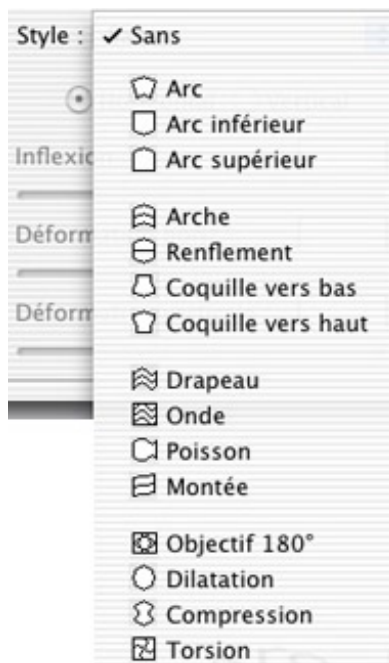 Style : ✓ Sans
Arc
Arc inférieur
Inflexio
Arc supérieur
Arche
Déform
Renflement
Coquille vers bas
Déform
Coquille vers haut
Drapeau
Onde
Poisson
Montée
Objectif 180°
Dilatation
Compression
Torsion